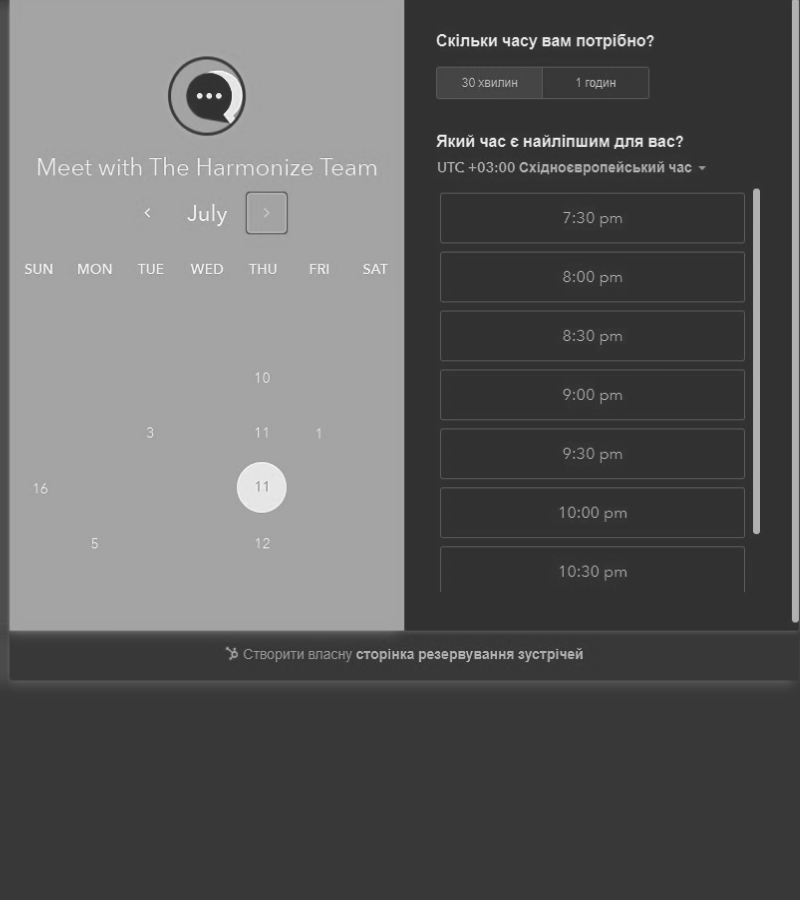 Meet with The Harmonize Team
July
SUN MON TUE WED THU FRI SAT
10
3 11 1
16 11
5 12
Скільки часу вам потрібно?
30 хвилин 1 годин
Який час є найліпшим для вас?
UTC +03:00 Східноєвропейський час
7:30 pm
8:00 pm
8:30 pm
9:00 pm
9:30 pm
10:00 pm
10:30 pm
Створити власну сторінка резервування зустрічей